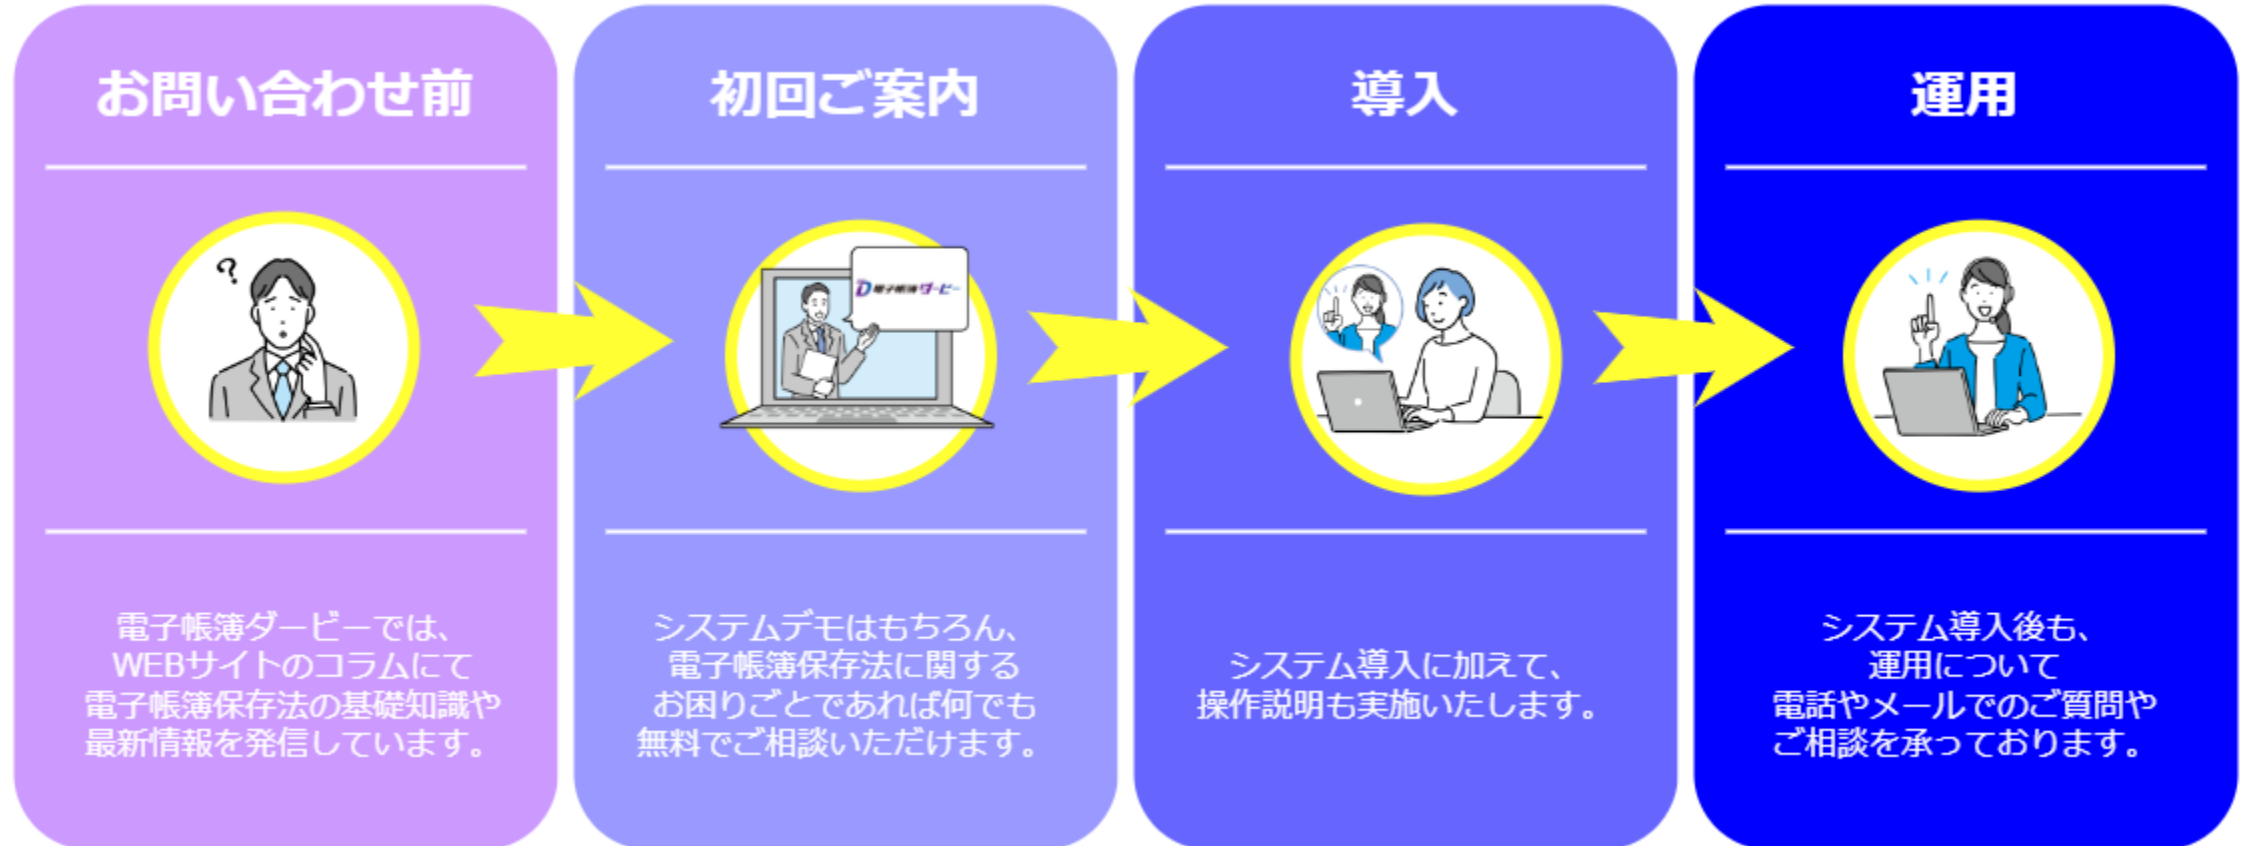 お問い合わせ前
?
電子帳簿ダービーでは、
WEBサイトのコラムにて
電子帳簿保存法の基礎知識や
最新情報を発信しています。
初回ご案内
D 電子帳簿ダービー
システムデモはもちろん、
電子帳簿保存法に関する
お困りごとであれば何でも
無料でご相談いただけます。
導入
システム導入に加えて、
操作説明も実施いたします。
運用
システム導入後も、
運用について
電話やメールでのご質問や
ご相談を承っております。